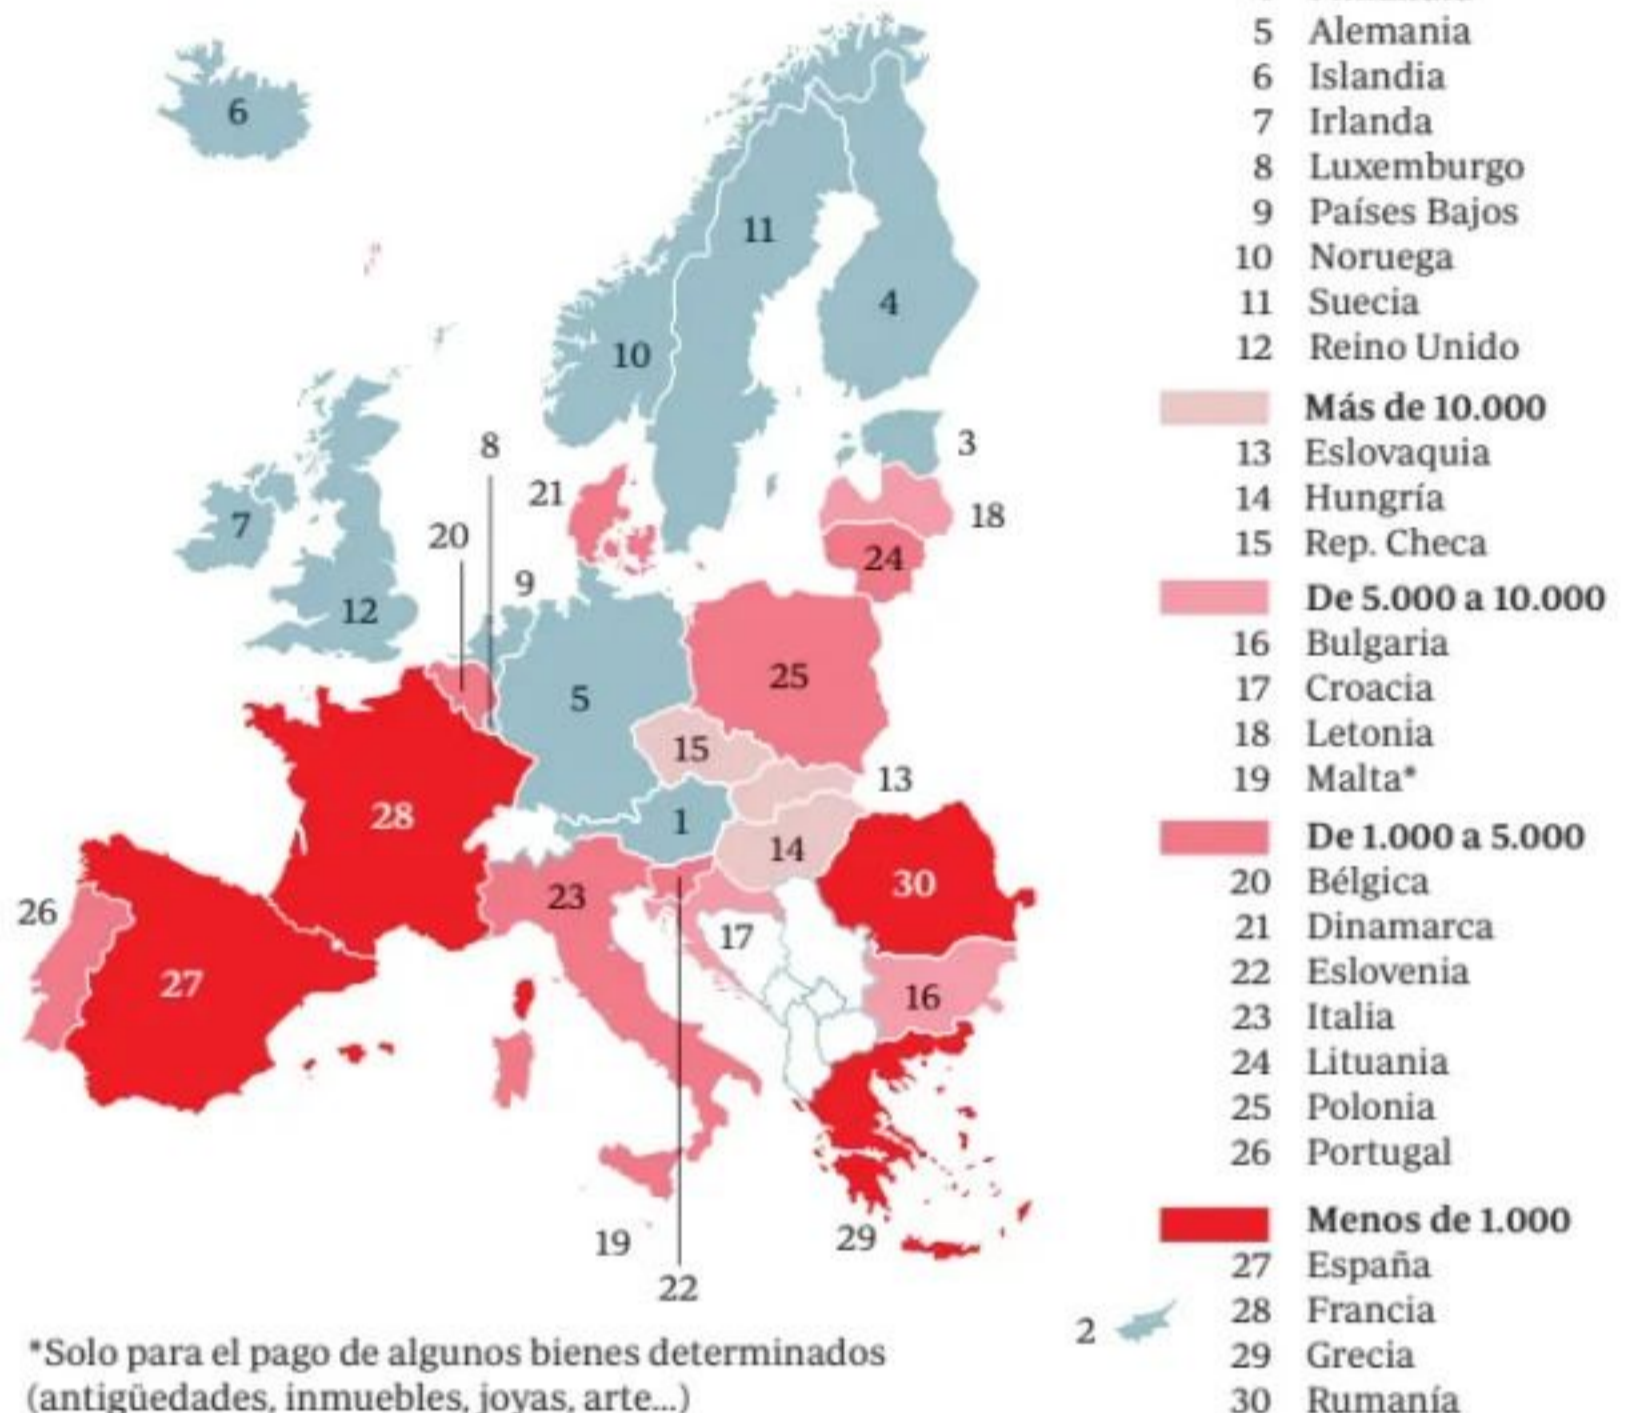 6
11
4
10
8
3
21
7
20
18
24
9
12
25
5
15
13
28
1
14
30
26
23
17
27
16
19
29
22
2
*Solo para el pago de algunos bienes determinados
(antigüedades, inmuebles, joyas, arte...)
5 Alemania
6 Islandia
7 Irlanda
8 Luxemburgo
9 Países Bajos
10 Noruega
11 Suecia
12 Reino Unido
Más de 10.000
13 Eslovaquia
14 Hungría
15 Rep. Checa
De 5.000 a 10.000
16 Bulgaria
17 Croacia
18 Letonia
19 Malta*
De 1.000 a 5.000
20 Bélgica
21 Dinamarca
22 Eslovenia
23 Italia
24 Lituania
25 Polonia
26 Portugal
Menos de 1.000
27 España
28 Francia
29 Grecia
30 Rumanía